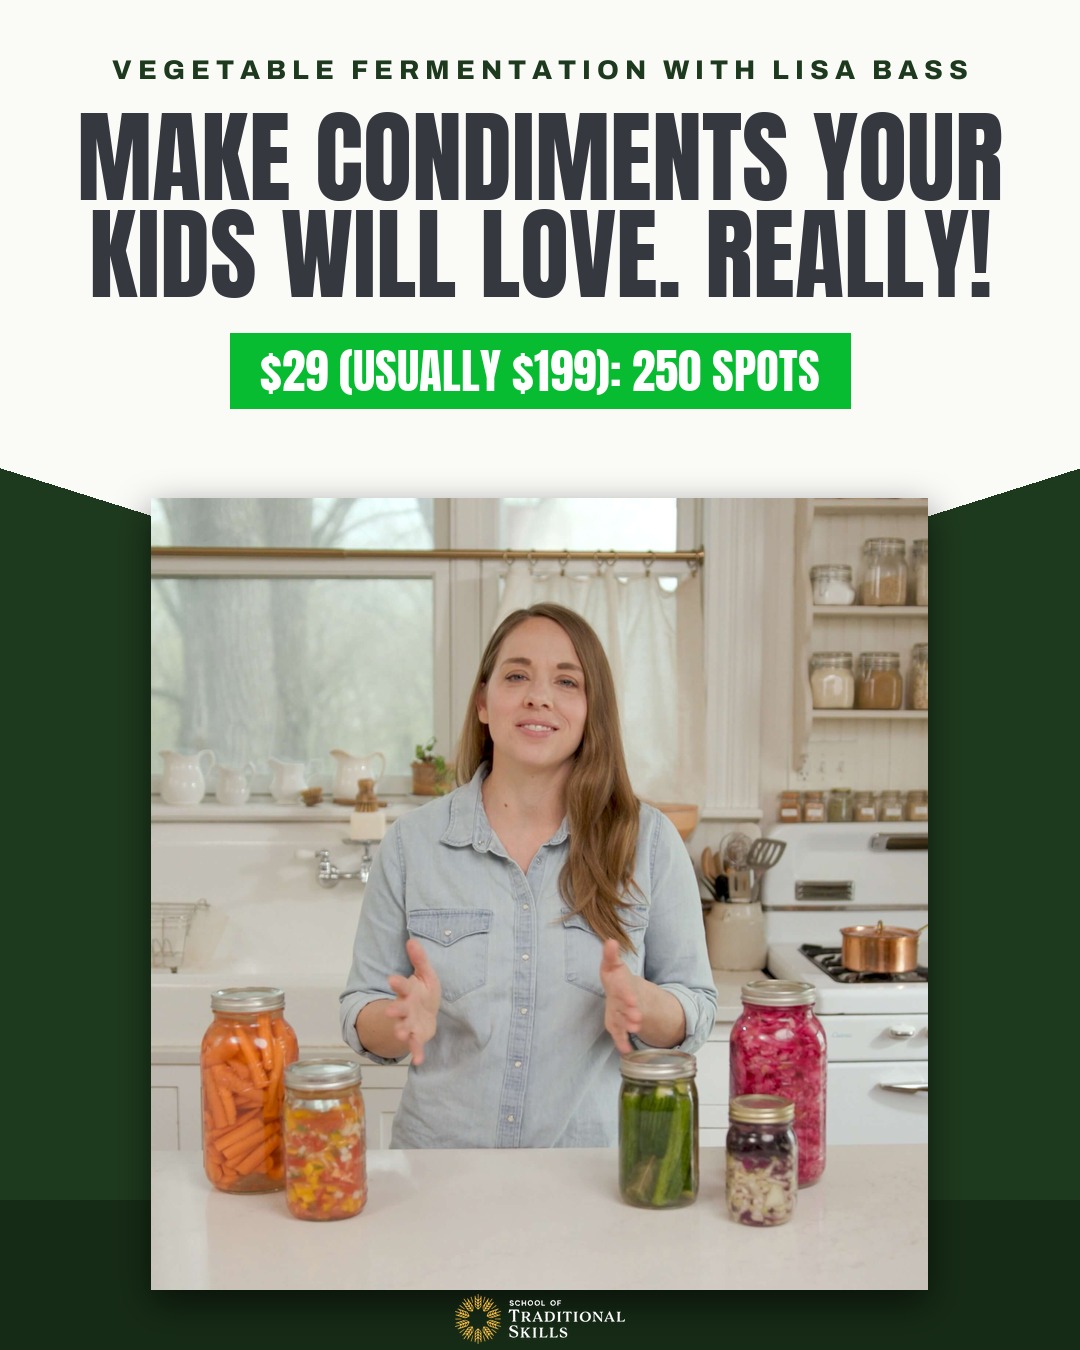 VEGETABLE FERMENTATION WITH LISA BASS
MAKE CONDIMENTS YOUR
KIDS WILL LOVE. REALLY!
$29 (USUALLY $199): 250 SPOTS
SCHOOL OF
TRADITIONAL
SKILLS